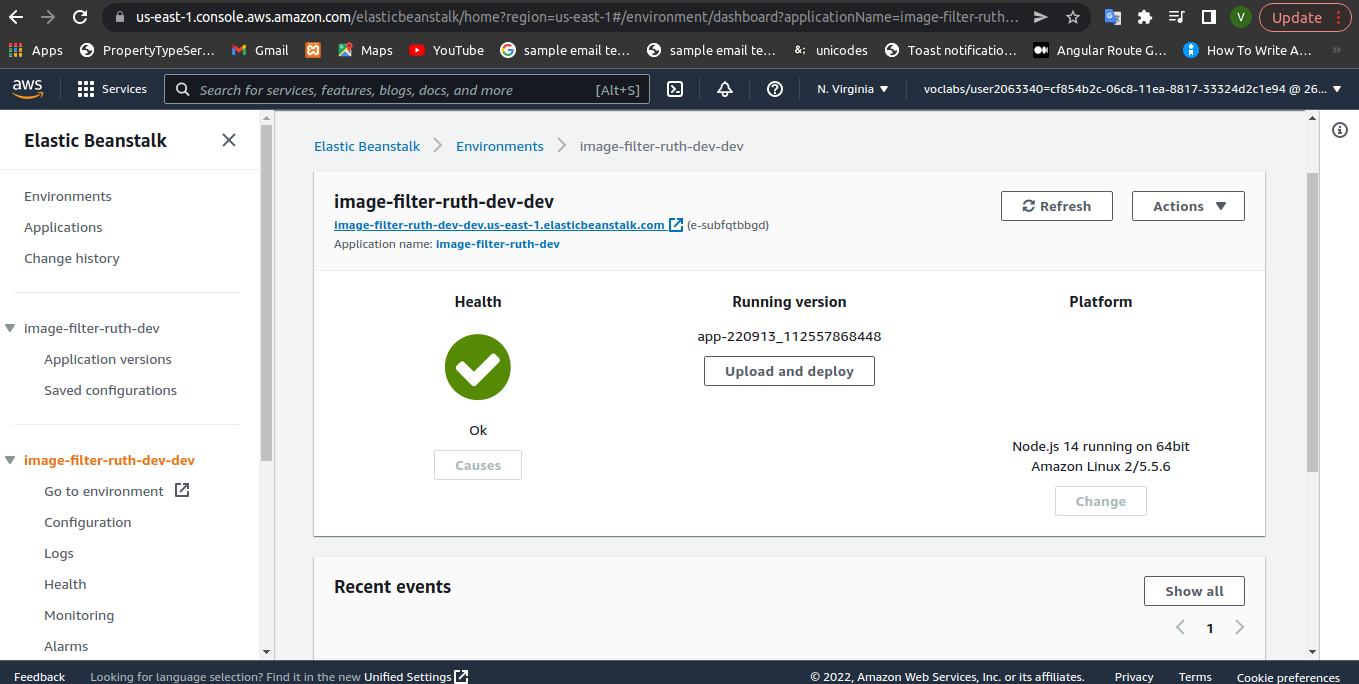 us-east-1.console.aws.amazon.com/elasticbeanstalk/home?region=us-east-1#/environment/dashboard?applicationName=image-filter-ruth... V Update
Apps PropertyTypeSer... Gmail Maps YouTube sample email te... sample email te... &; unicodes Toast notificatio... Angular Route G... How To Write A... »
aws Services Search for services, features, blogs, docs, and more [Alt+S] N. Virginia ▼ voclabs/user2063340=cf854b2c-06c8-11ea-8817-33324d2c1e94 @ 26... ▼
Elastic Beanstalk
Environments
Applications
Change history
image-filter-ruth-dev
Application versions
Saved configurations
image-filter-ruth-dev-dev
Go to environment
Configuration
Logs
Health
Monitoring
Alarms
Elastic Beanstalk > Environments > image-filter-ruth-dev-dev
image-filter-ruth-dev-dev
image-filter-ruth-dev-dev.us-east-1.elasticbeanstalk.com (e-subfqtbbgd)
Application name: image-filter-ruth-dev
Refresh
Actions ▼
Health
Ok
Causes
Running version
app-220913_112557868448
Upload and deploy
Platform
Node.js 14 running on 64bit
Amazon Linux 2/5.5.6
Change
Recent events
Show all
< 1 >
Feedback Looking for language selection? Find it in the new Unified Settings © 2022, Amazon Web Services, Inc. or its affiliates. Privacy Terms Cookie preferences